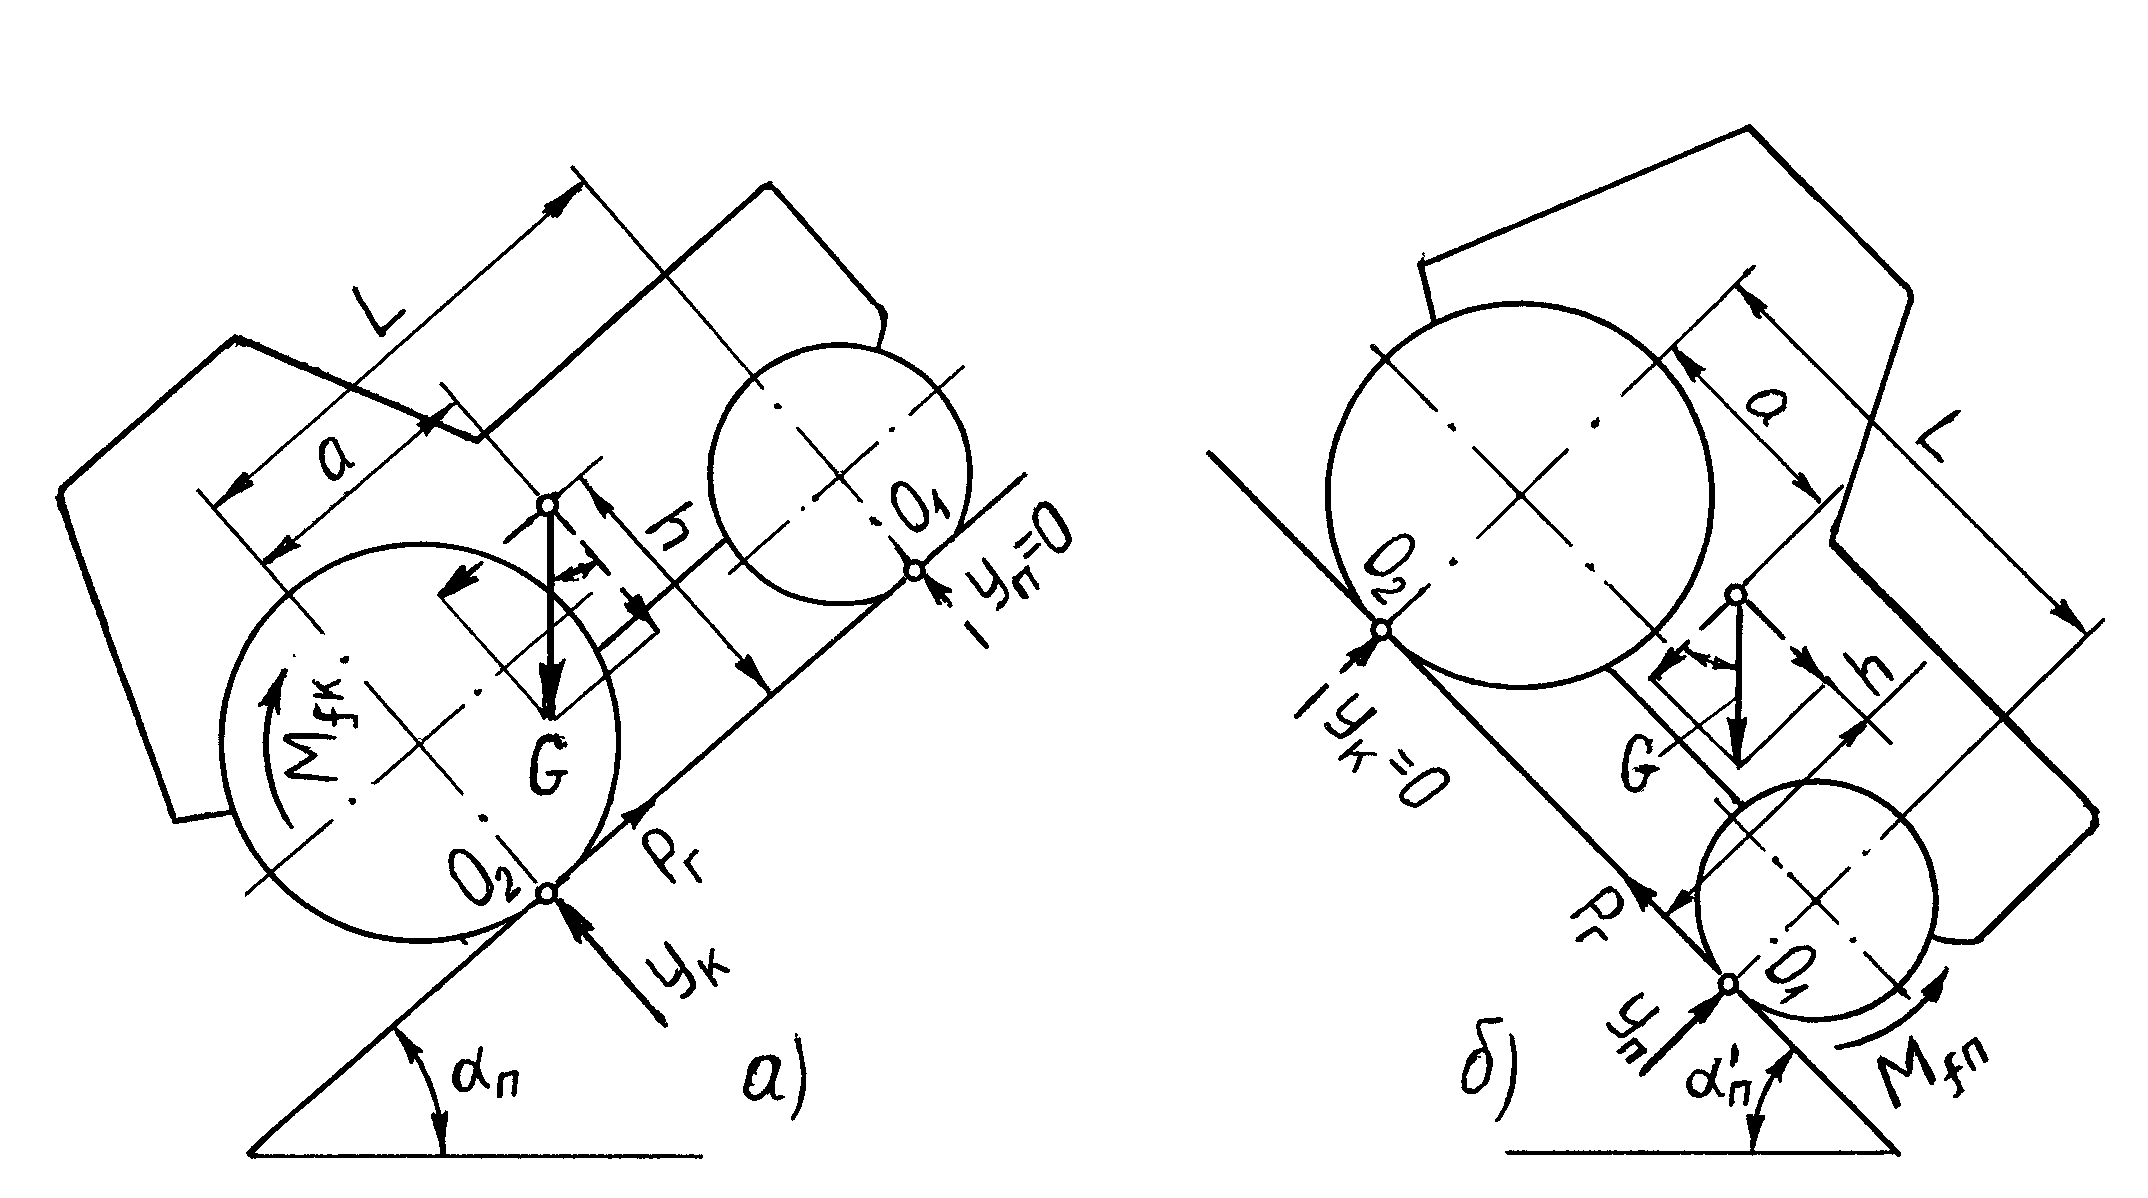 L
a
h
O₁
Yп=0
Mfк.
G
O₂
Pг
Yк
αп
а)
a
L
O₂
Yк=0
h
G
Pг
O₁
Yп
α'п
Mfп
б)